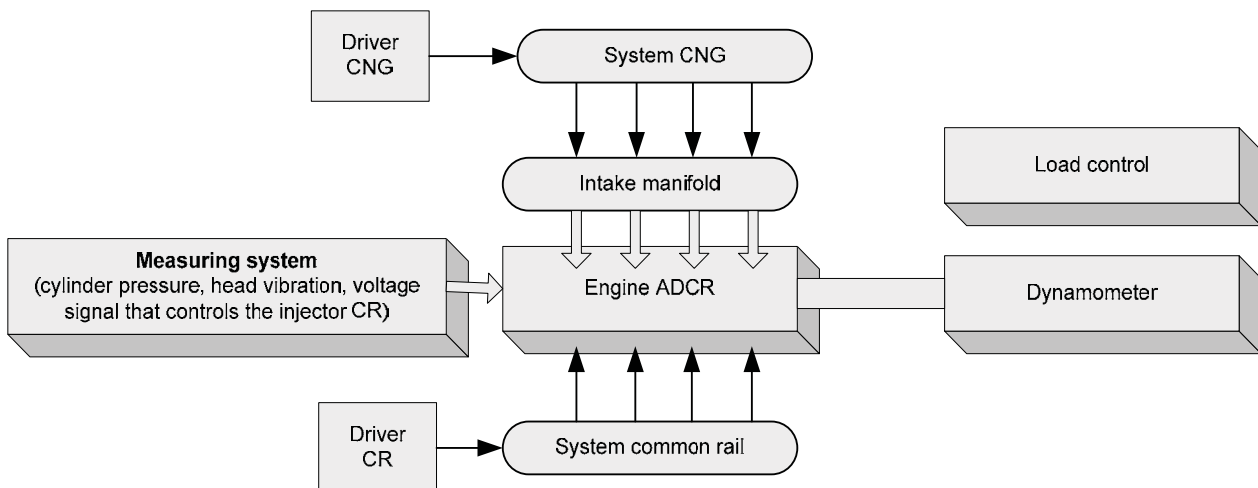 Driver
CNG
System CNG
Intake manifold
Load control
Measuring system
(cylinder pressure, head vibration, voltage
signal that controls the injector CR)
Engine ADCR
Dynamometer
Driver
CR
System common rail